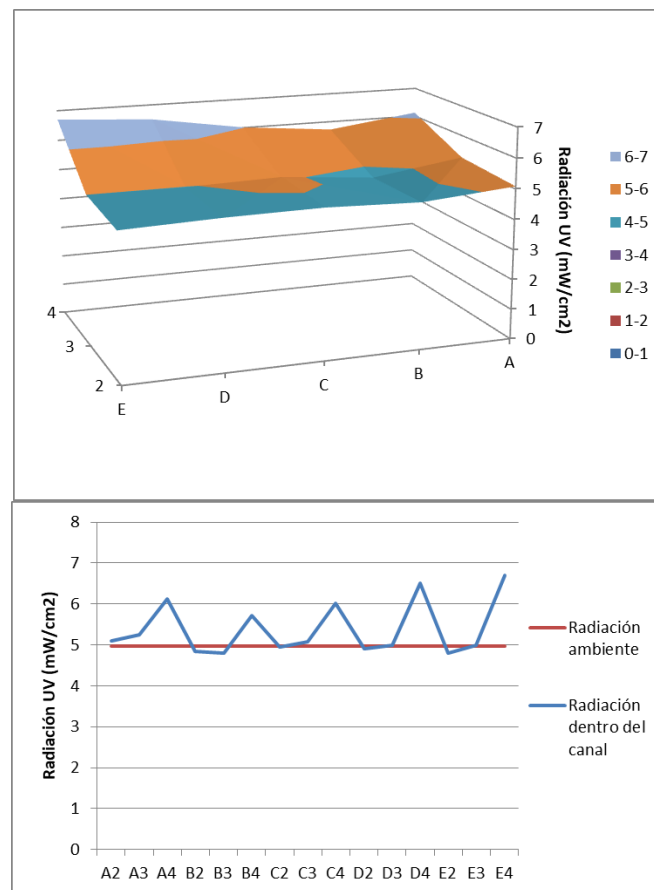 7
6
5
4
3
2
1
0
Radiación UV (mW/cm2)
6-7
5-6
4-5
3-4
2-3
1-2
0-1
4
3
2
E
D
C
B
A
8
7
6
5
4
3
2
1
0
Radiación UV (mW/cm2)
A2 A3 A4 B2 B3 B4 C2 C3 C4 D2 D3 D4 E2 E3 E4
Radiación
ambiente
Radiación
dentro del
canal